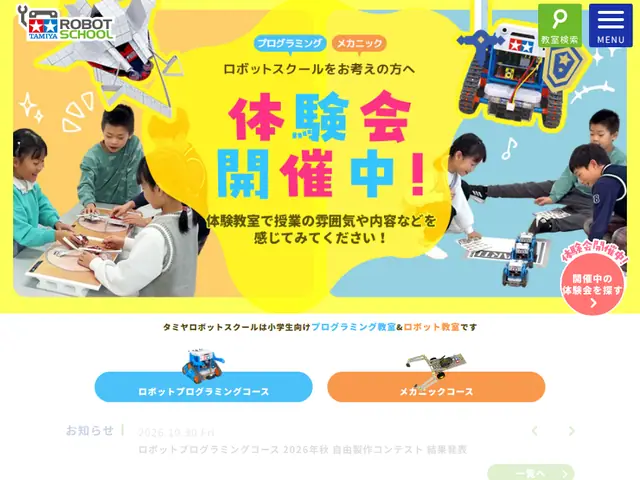 TAMIYA ROBOT SCHOOL
教室検索
MENU
プログラミング メカニック
ロボットスクールをお考えの方へ
体験会
開催中!
体験教室で授業の雰囲気や内容などを
感じてみてください！
体験会開催中!
開催中の
体験会を探す
タミヤロボットスクールは小学生向けプログラミング教室&ロボット教室です
ロボットプログラミングコース
メカニックコース
お知らせ
2026.10.30 Fri
ロボットプログラミングコース 2026年秋 自由製作コンテスト 結果発表
一覧へ